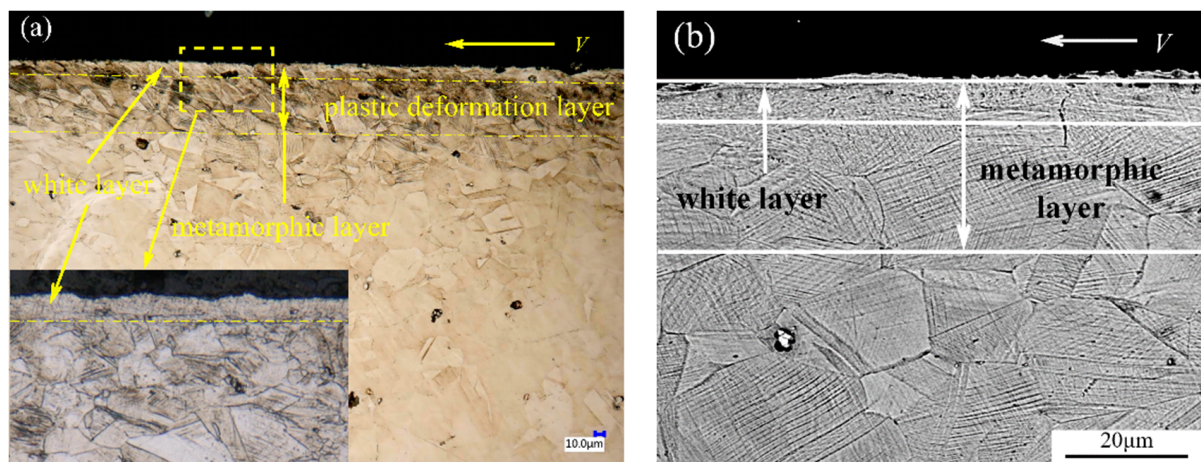 (a)
V
plastic deformation layer
white layer
metamorphic layer
10.0μm
(b)
V
white layer
metamorphic
layer
20μm